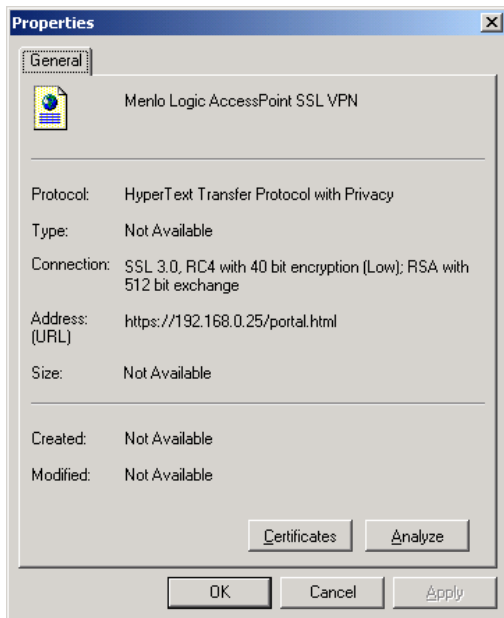 Properties
General
Menlo Logic AccessPoint SSL VPN
Protocol: HyperText Transfer Protocol with Privacy
Type: Not Available
Connection: SSL 3.0, RC4 with 40 bit encryption (Low); RSA with
512 bit exchange
Address: https://192.168.0.25/portal.html
(URL)
Size: Not Available
Created: Not Available
Modified: Not Available
Certificates Analyze
OK Cancel Apply